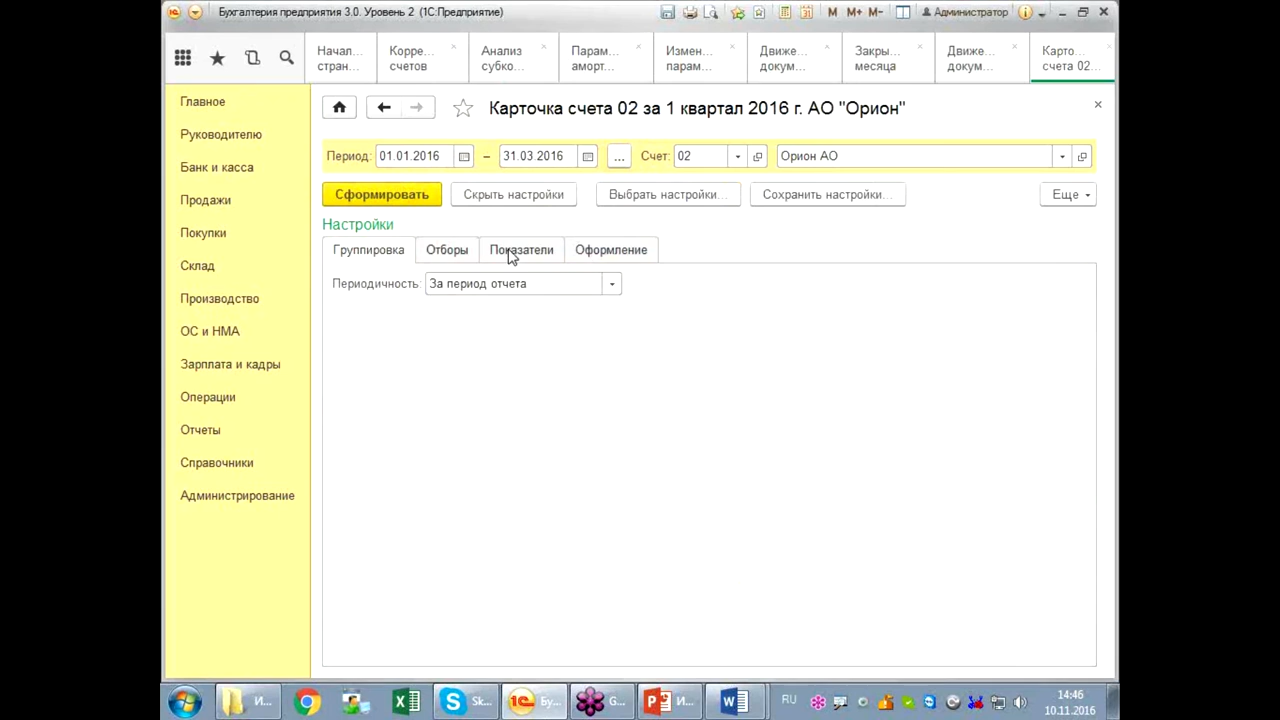 Бухгалтерия предприятия 3.0. Уровень 2 (1С:Предприятие)
M M+ M- Администратор
Начал... стран...
Корре... счетов
Анализ субко...
Парам... аморт...
Измен... парам...
Движе... докум...
Закры... месяца
Движе... докум...
Карто... счета 02...
Главное
Руководителю
Банк и касса
Продажи
Покупки
Склад
Производство
ОС и НМА
Зарплата и кадры
Операции
Отчеты
Справочники
Администрирование
Карточка счета 02 за 1 квартал 2016 г. АО "Орион"
Период: 01.01.2016 – 31.03.2016 ... Счет: 02 Орион АО
Сформировать Скрыть настройки Выбрать настройки... Сохранить настройки... Еще
Настройки
Группировка Отборы Показатели Оформление
Периодичность: За период отчета
И... Sk... Бу... G... И... RU
14:46
10.11.2016